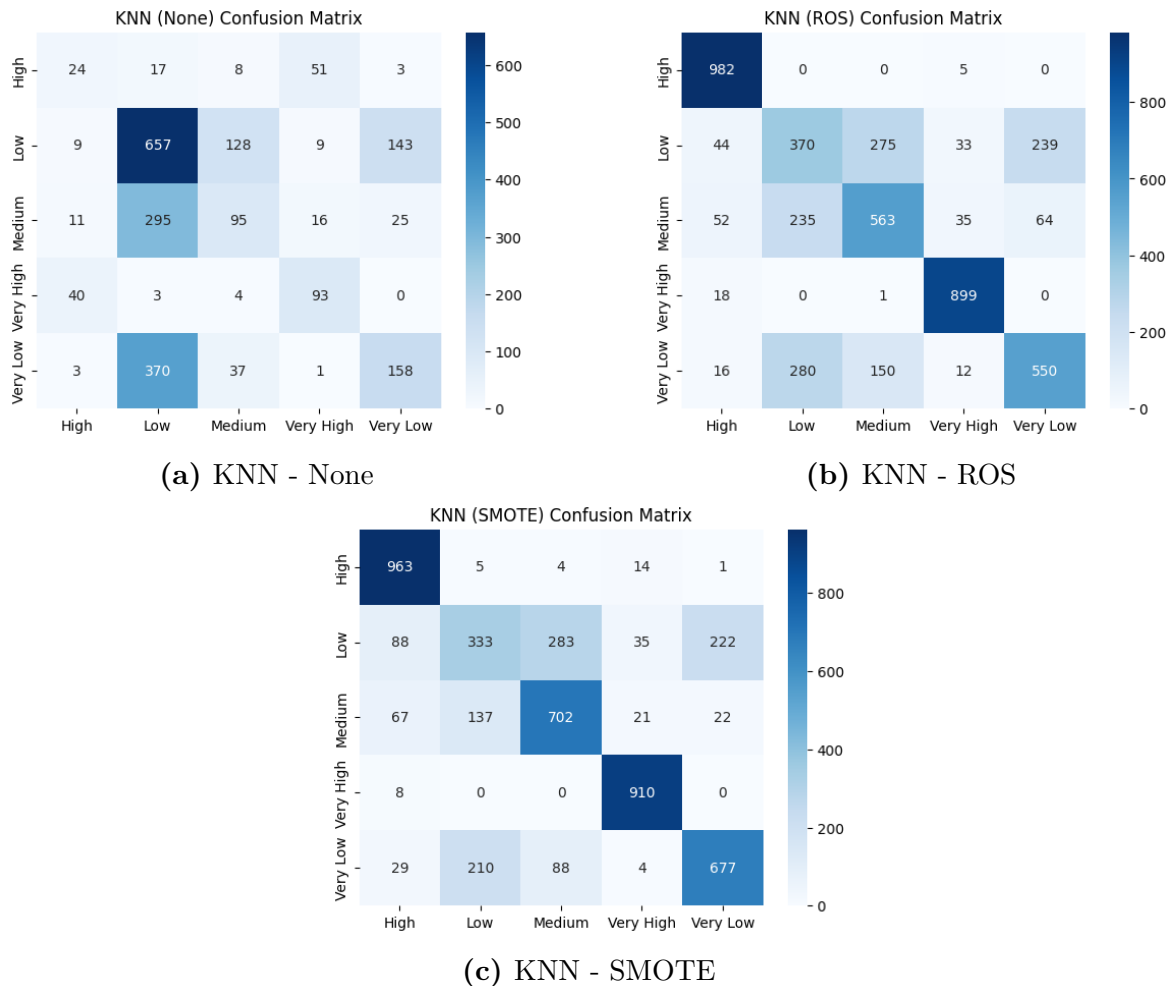 KNN (None) Confusion Matrix
High 24 17 8 51 3
Low 9 657 128 9 143
Medium 11 295 95 16 25
Very High 40 3 4 93 0
Very Low 3 370 37 1 158
High Low Medium Very High Very Low
600
500
400
300
200
100
0
(a) KNN - None
KNN (ROS) Confusion Matrix
High 982 0 0 5 0
Low 44 370 275 33 239
Medium 52 235 563 35 64
Very High 18 0 1 899 0
Very Low 16 280 150 12 550
High Low Medium Very High Very Low
800
600
400
200
0
(b) KNN - ROS
KNN (SMOTE) Confusion Matrix
High 963 5 4 14 1
Low 88 333 283 35 222
Medium 67 137 702 21 22
Very High 8 0 0 910 0
Very Low 29 210 88 4 677
High Low Medium Very High Very Low
800
600
400
200
0
(c) KNN - SMOTE